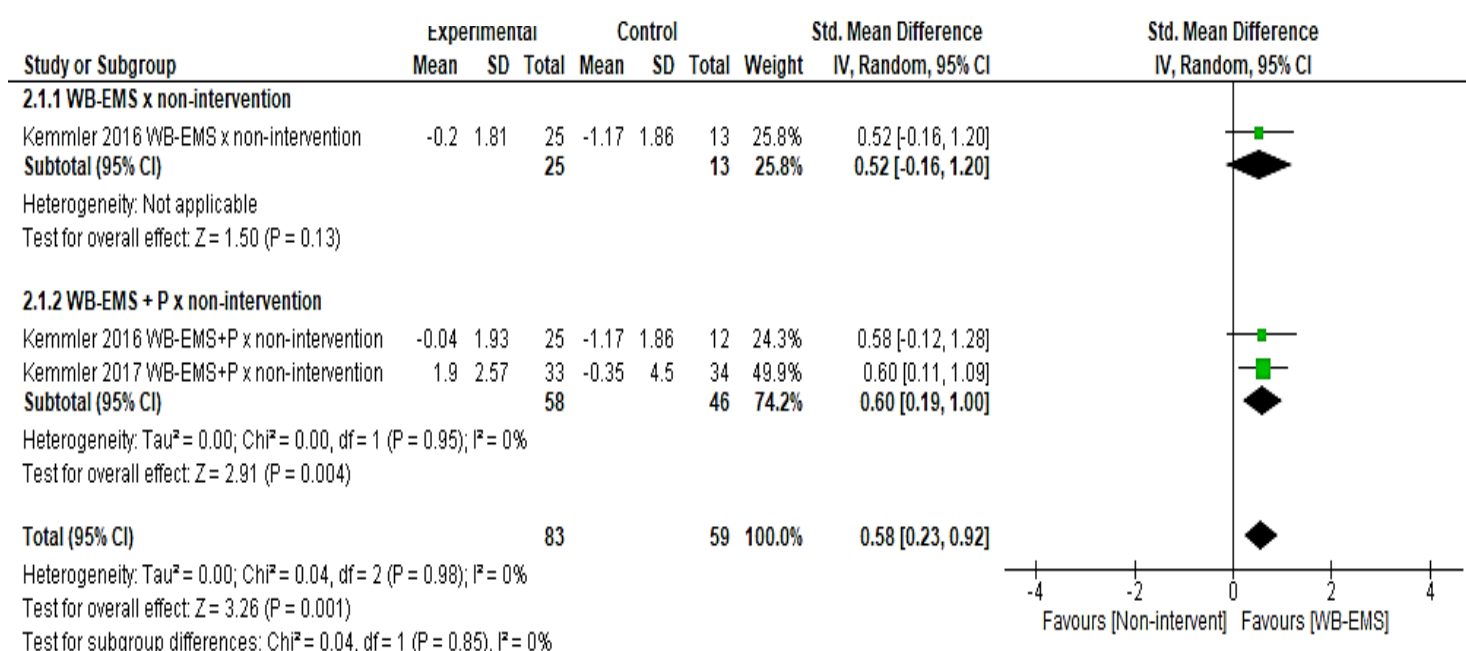 Experimental Control Std. Mean Difference Std. Mean Difference
Study or Subgroup Mean SD Total Mean SD Total Weight IV, Random, 95% CI IV, Random, 95% CI
2.1.1 WB-EMS x non-intervention
Kemmler 2016 WB-EMS x non-intervention -0.2 1.81 25 -1.17 1.86 13 25.8% 0.52 [-0.16, 1.20]
Subtotal (95% CI) 25 13 25.8% 0.52 [-0.16, 1.20]
Heterogeneity: Not applicable
Test for overall effect: Z = 1.50 (P = 0.13)
2.1.2 WB-EMS + P x non-intervention
Kemmler 2016 WB-EMS+P x non-intervention -0.04 1.93 25 -1.17 1.86 12 24.3% 0.58 [-0.12, 1.28]
Kemmler 2017 WB-EMS+P x non-intervention 1.9 2.57 33 -0.35 4.5 34 49.9% 0.60 [0.11, 1.09]
Subtotal (95% CI) 58 46 74.2% 0.60 [0.19, 1.00]
Heterogeneity: Tau² = 0.00; Chi² = 0.00, df = 1 (P = 0.95); I² = 0%
Test for overall effect: Z = 2.91 (P = 0.004)
Total (95% CI) 83 59 100.0% 0.58 [0.23, 0.92]
Heterogeneity: Tau² = 0.00; Chi² = 0.04, df = 2 (P = 0.98); I² = 0%
Test for overall effect: Z = 3.26 (P = 0.001)
Test for subgroup differences: Chi² = 0.04, df = 1 (P = 0.85), I² = 0%
-4 -2 0 2 4
Favours [Non-intervent] Favours [WB-EMS]